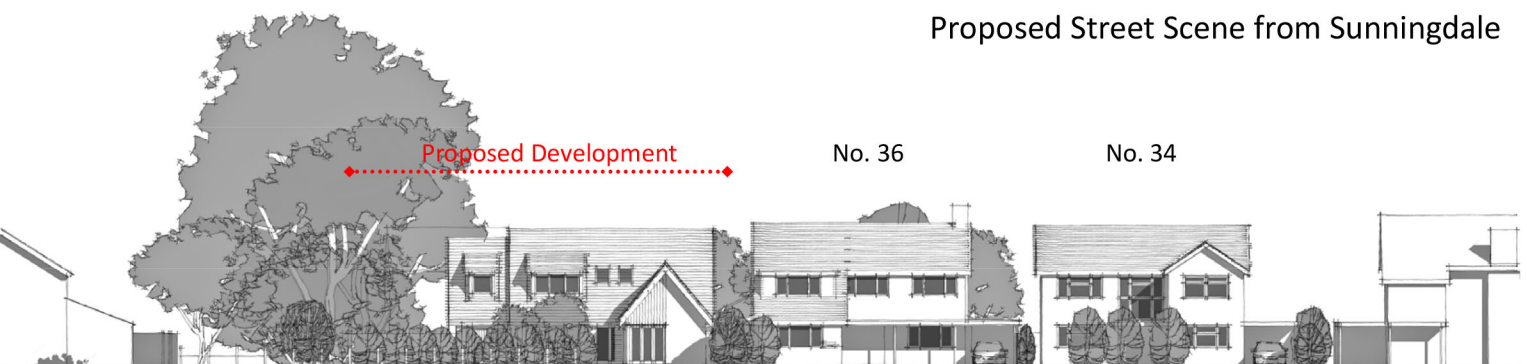 Proposed Street Scene from Sunningdale
Proposed Development
No. 36
No. 34